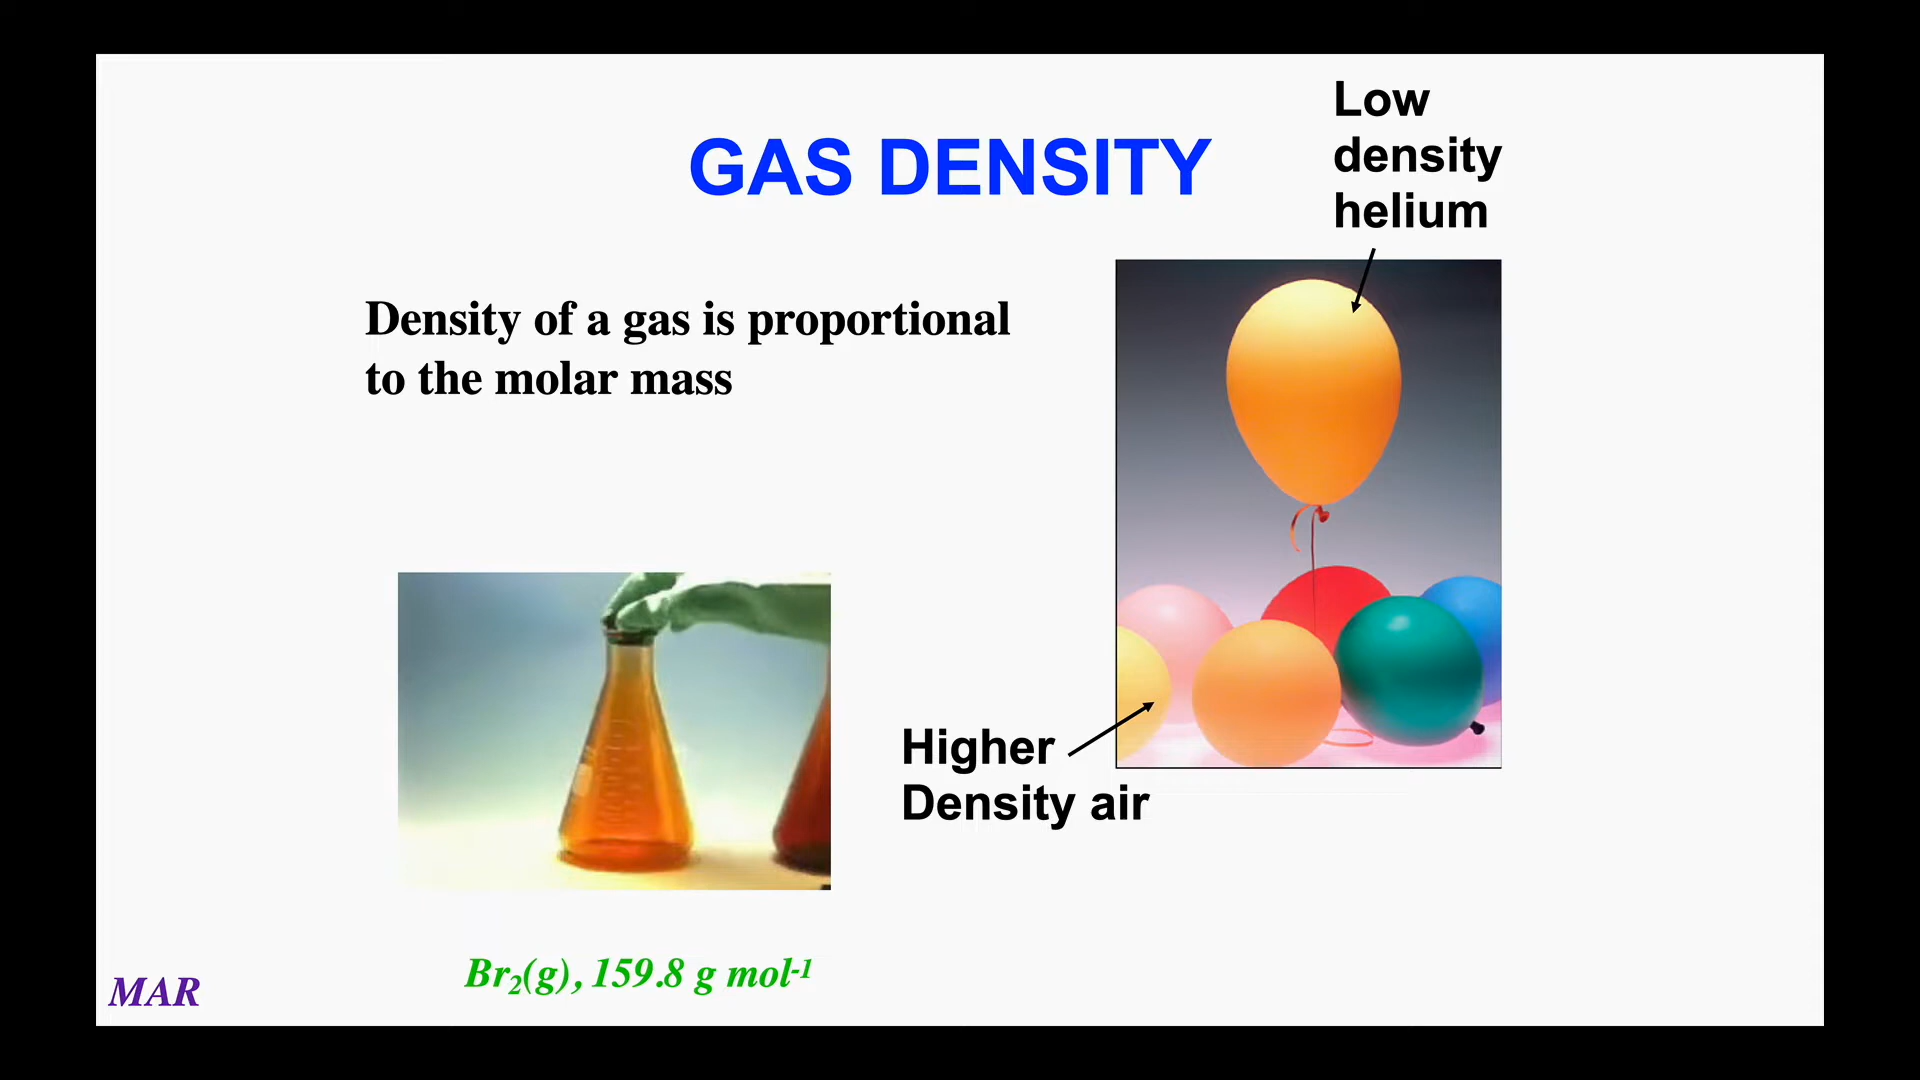 GAS DENSITY
Low
density
helium
Density of a gas is proportional
to the molar mass
Higher
Density air
Br₂(g), 159.8 g mol⁻¹
MAR